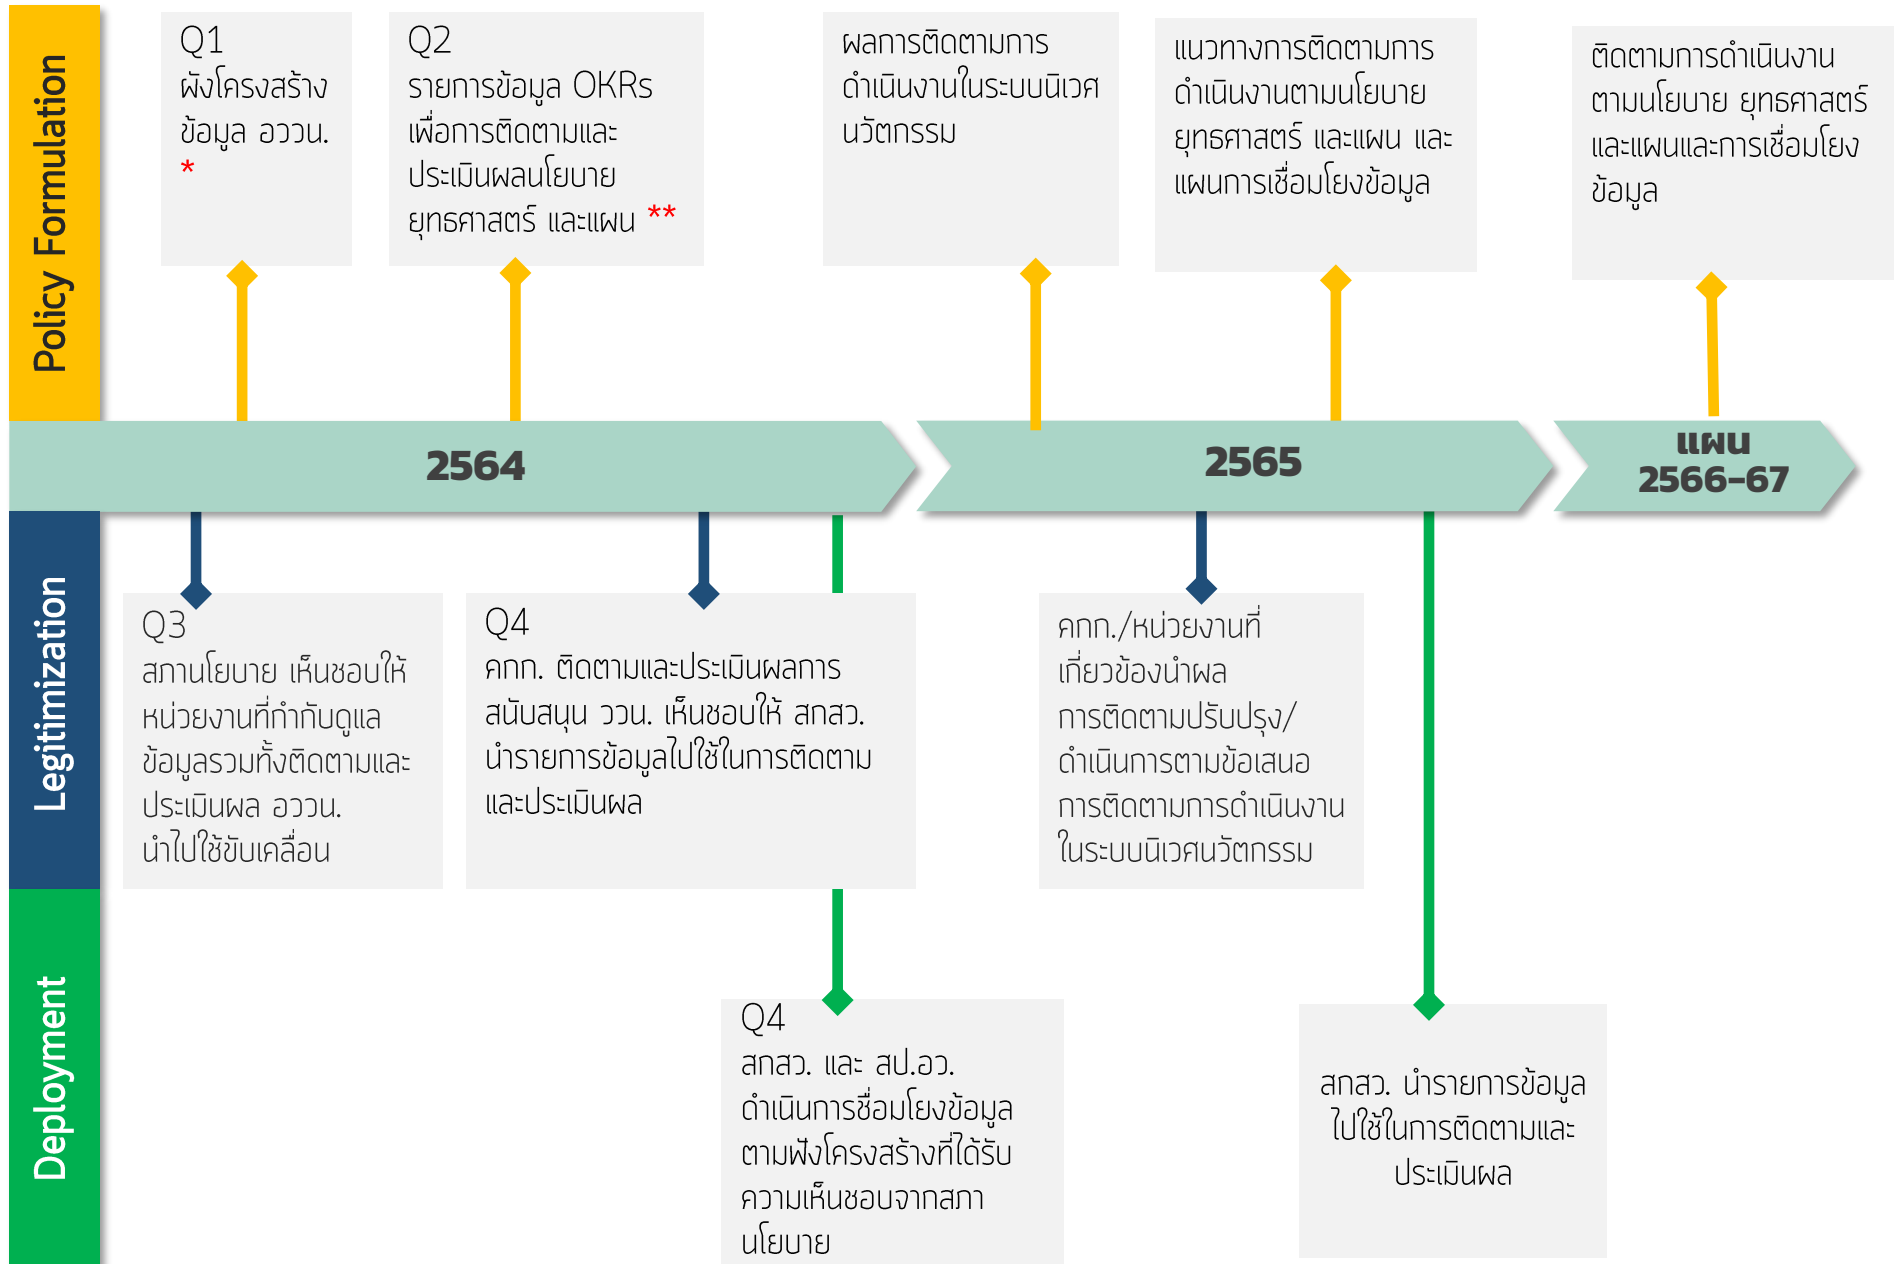 Policy Formulation
Q1
ผังโครงสร้าง
ข้อมูล อววน.
*
Q2
รายการข้อมูล OKRs
เพื่อการติดตามและ
ประเมินผลนโยบาย
ยุทธศาสตร์ และแผน **
ผลการติดตามการ
ดำเนินงานในระบบนิเวศ
นวัตกรรม
แนวทางการติดตามการ
ดำเนินงานตามนโยบาย
ยุทธศาสตร์ และแผน และ
แผนการเชื่อมโยงข้อมูล
ติดตามการดำเนินงาน
ตามนโยบาย ยุทธศาสตร์
และแผนและการเชื่อมโยง
ข้อมูล
2564
2565
แผน
2566-67
Legitimization
Q3
สภานโยบาย เห็นชอบให้
หน่วยงานที่กำกับดูแล
ข้อมูลรวมทั้งติดตามและ
ประเมินผล อววน.
นำไปใช้ขับเคลื่อน
Q4
คกก. ติดตามและประเมินผลการ
สนับสนุน ววน. เห็นชอบให้ สกสว.
นำรายการข้อมูลไปใช้ในการติดตาม
และประเมินผล
คกก./หน่วยงานที่
เกี่ยวข้องนำผล
การติดตามปรับปรุง/
ดำเนินการตามข้อเสนอ
การติดตามการดำเนินงาน
ในระบบนิเวศนวัตกรรม
Deployment
Q4
สกสว. และ สป.อว.
ดำเนินการชื่อมโยงข้อมูล
ตามฟังโครงสร้างที่ได้รับ
ความเห็นชอบจากสภา
นโยบาย
สกสว. นำรายการข้อมูล
ไปใช้ในการติดตามและ
ประเมินผล